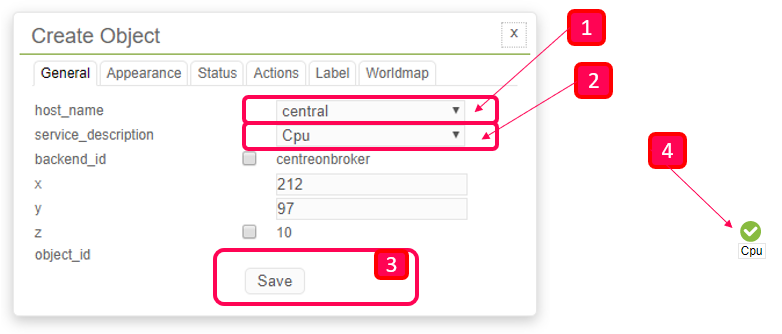 Create Object
x
General Appearance Status Actions Label Worldmap
host_name central
service_description Cpu
backend_id centreonbroker
x 212
y 97
z 10
object_id
Save
1
2
3
4
Cpu